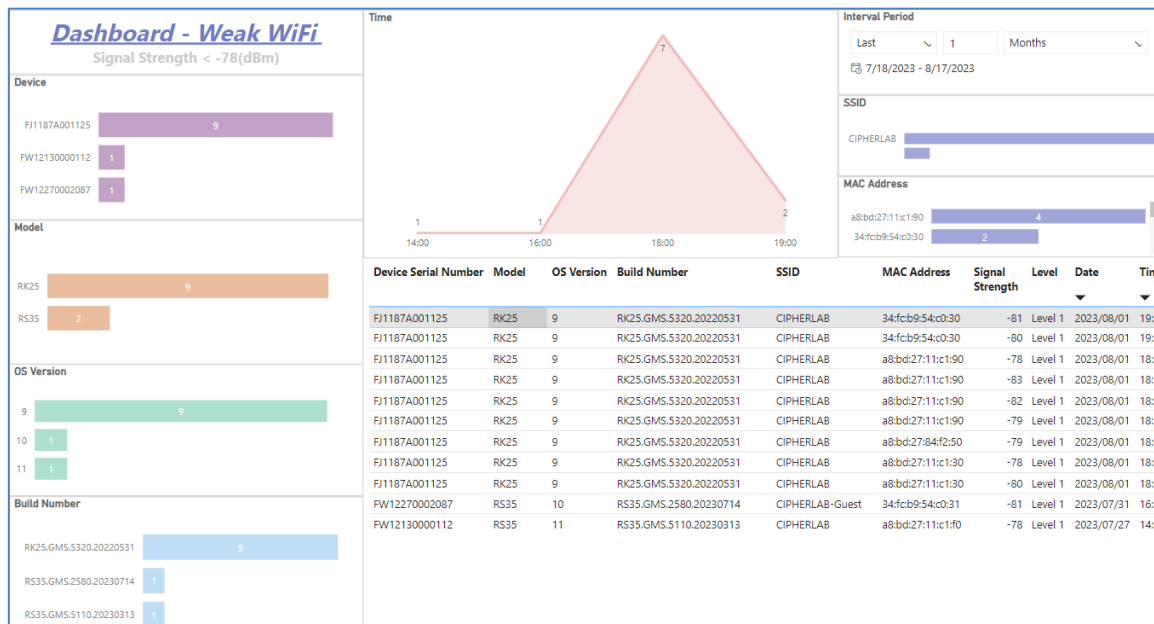 Dashboard - Weak WiFi
Signal Strength < -78(dBm)
Device
FJ1187A001125 9
FW12130000112 1
FW12270002087 1
Model
RK25 9
RS35 2
OS Version
9 9
10 1
11 1
Build Number
RK25.GMS.5320.20220531 9
RS35.GMS.2580.20230714 1
RS35.GMS.5110.20230313 1
Time
7
1 1 2
14:00 16:00 18:00 19:00
Interval Period
Last 1 Months
7/18/2023 - 8/17/2023
SSID
CIPHERLAB
MAC Address
a8:bd:27:11:c1:90 4
34:fc:b9:54:c0:30 2
Device Serial Number Model OS Version Build Number SSID MAC Address Signal Strength Level Date Tim
FJ1187A001125 RK25 9 RK25.GMS.5320.20220531 CIPHERLAB 34:fc:b9:54:c0:30 -81 Level 1 2023/08/01 19:
FJ1187A001125 RK25 9 RK25.GMS.5320.20220531 CIPHERLAB 34:fc:b9:54:c0:30 -80 Level 1 2023/08/01 19:
FJ1187A001125 RK25 9 RK25.GMS.5320.20220531 CIPHERLAB a8:bd:27:11:c1:90 -78 Level 1 2023/08/01 18:
FJ1187A001125 RK25 9 RK25.GMS.5320.20220531 CIPHERLAB a8:bd:27:11:c1:90 -83 Level 1 2023/08/01 18:
FJ1187A001125 RK25 9 RK25.GMS.5320.20220531 CIPHERLAB a8:bd:27:11:c1:90 -82 Level 1 2023/08/01 18:
FJ1187A001125 RK25 9 RK25.GMS.5320.20220531 CIPHERLAB a8:bd:27:11:c1:90 -79 Level 1 2023/08/01 18:
FJ1187A001125 RK25 9 RK25.GMS.5320.20220531 CIPHERLAB a8:bd:27:84:f2:50 -79 Level 1 2023/08/01 18:
FJ1187A001125 RK25 9 RK25.GMS.5320.20220531 CIPHERLAB a8:bd:27:11:c1:30 -78 Level 1 2023/08/01 18:
FJ1187A001125 RK25 9 RK25.GMS.5320.20220531 CIPHERLAB a8:bd:27:11:c1:30 -80 Level 1 2023/08/01 18:
FW12270002087 RS35 10 RS35.GMS.2580.20230714 CIPHERLAB-Guest 34:fc:b9:54:c0:31 -81 Level 1 2023/07/31 16:
FW12130000112 RS35 11 RS35.GMS.5110.20230313 CIPHERLAB a8:bd:27:11:c1:f0 -78 Level 1 2023/07/27 14: